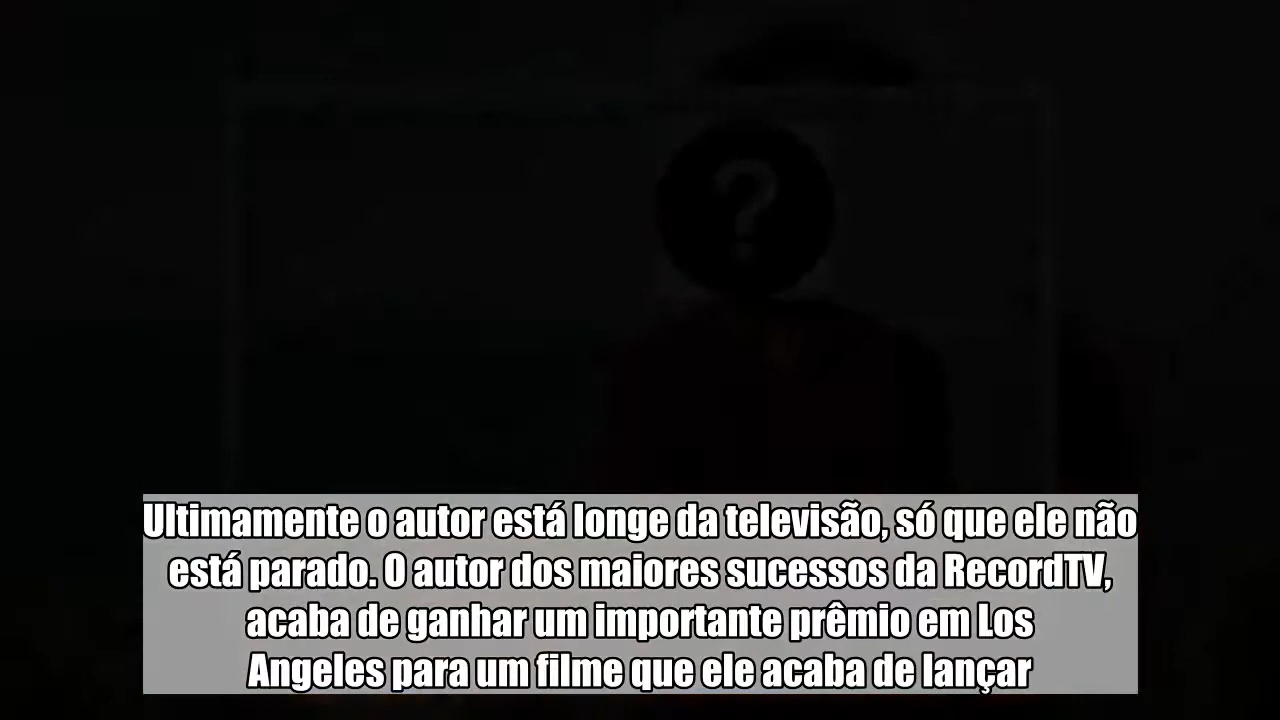 ?
Ultimamente o autor está longe da televisão, só que ele não
está parado. O autor dos maiores sucessos da RecordTV,
acaba de ganhar um importante prêmio em Los
Angeles para um filme que ele acaba de lançar